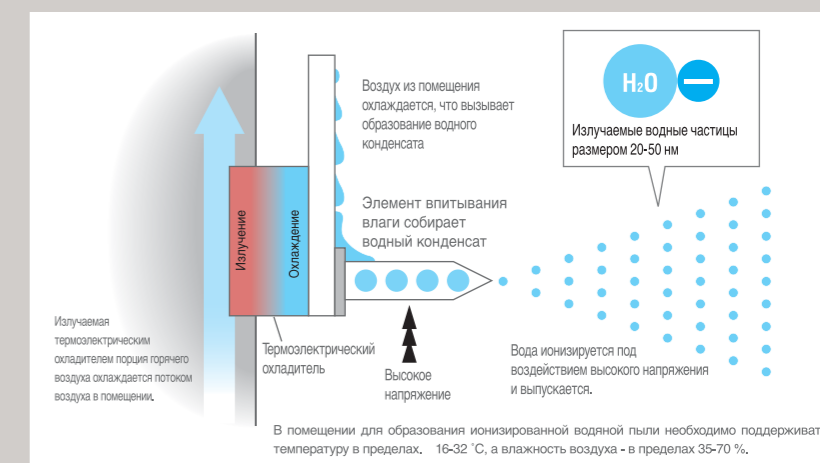 Воздух из помещения
охлаждается, что вызывает
образование водного
конденсата
H₂O
Излучаемые водные частицы
размером 20-50 нм
Элемент впитывания
влаги собирает
водный конденсат
Излучение
Охлаждение
Излучаемая
термоэлектрическим
охладителем порция горячего
воздуха охлаждается потоком
воздуха в помещении.
Термоэлектрический
охладитель
Высокое
напряжение
Вода ионизируется под
воздействием высокого напряжения
и выпускается.
В помещении для образования ионизированной водяной пыли необходимо поддерживат
температуру в пределах, 16-32 ˚С, а влажность воздуха - в пределах 35-70 %.